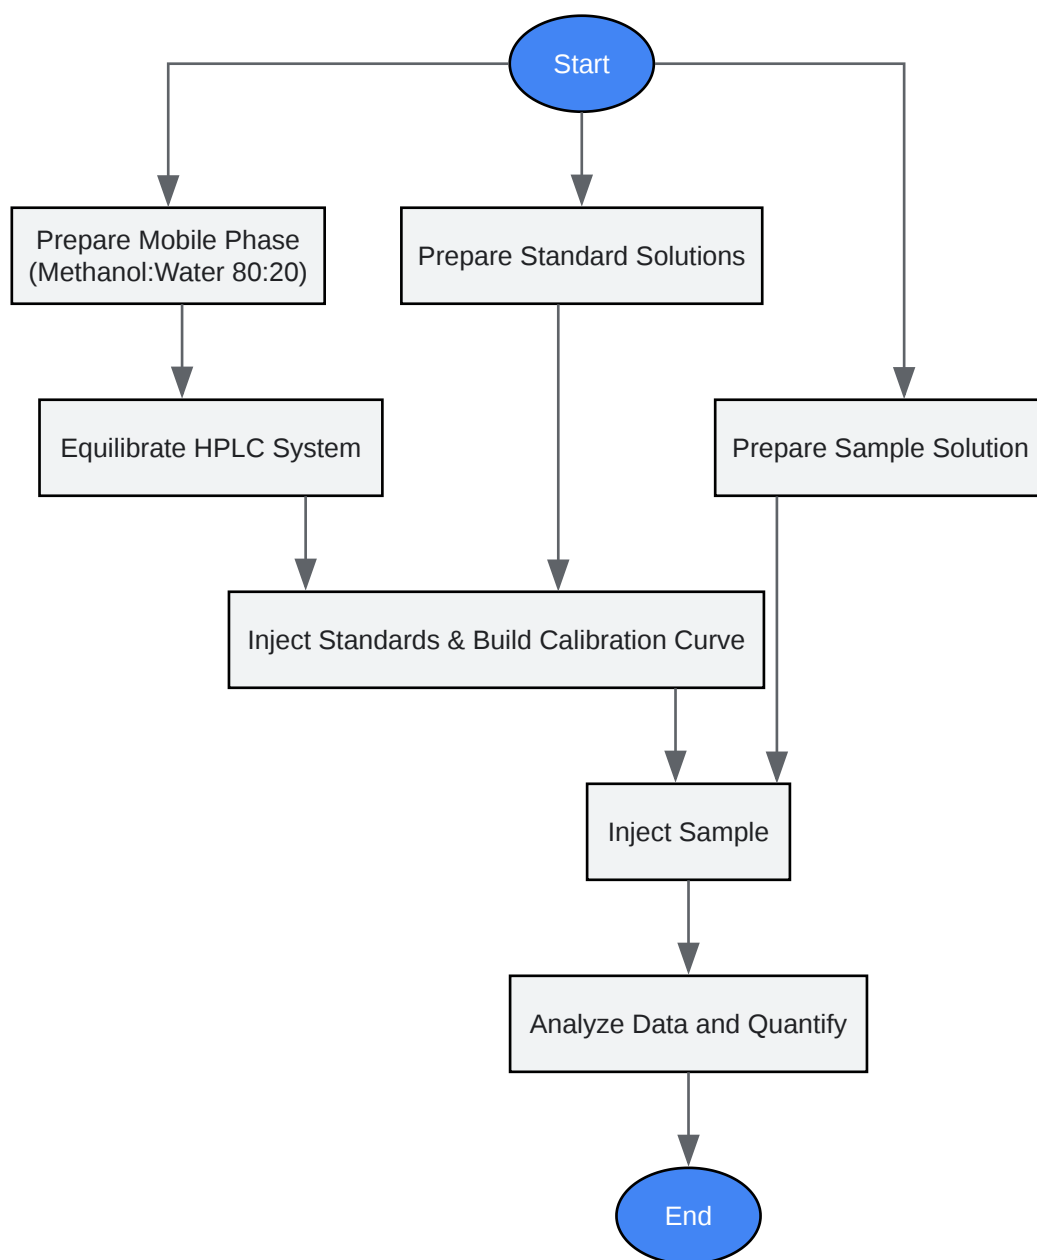 Start
Prepare Mobile Phase
(Methanol:Water 80:20)
Prepare Standard Solutions
Equilibrate HPLC System
Prepare Sample Solution
Inject Standards & Build Calibration Curve
Inject Sample
Analyze Data and Quantify
End